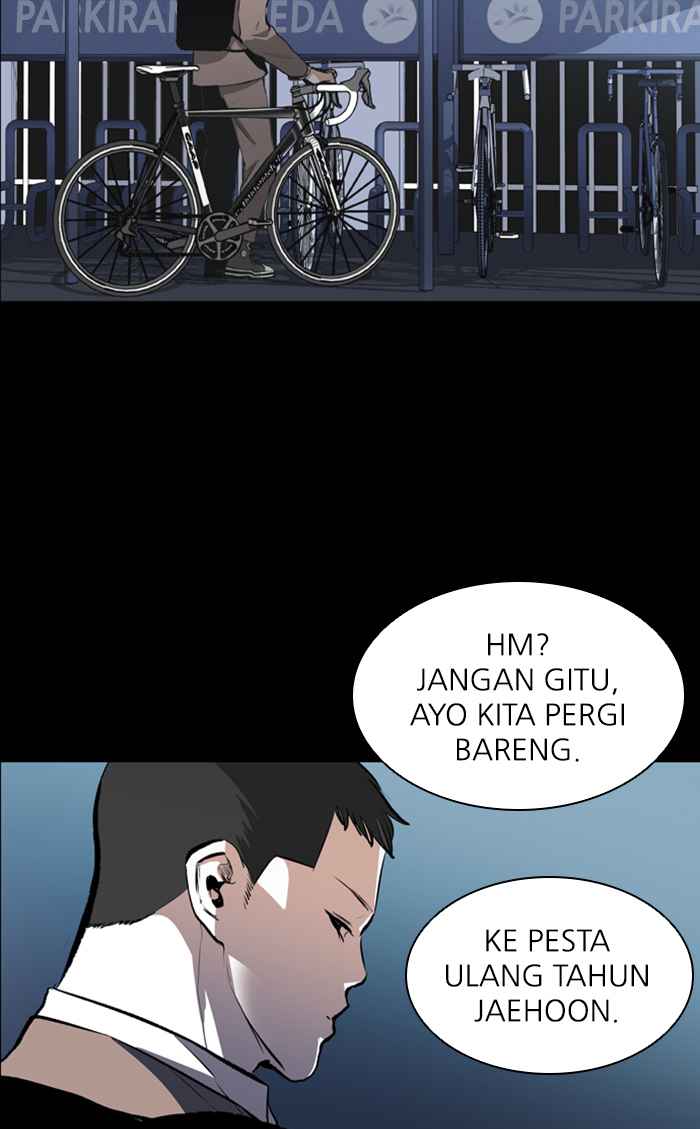 PARKIRAN
EDA
PARKIRA
HM?
JANGAN GITU,
AYO KITA PERGI
BARENG.
KE PESTA
ULANG TAHUN
JAEHOON.